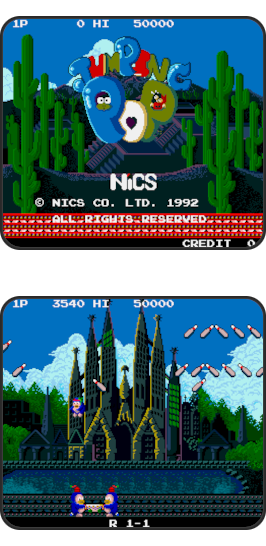 1P 0 HI 50000
BUMPING POP
NiCS
© NICS CO. LTD. 1992
ALL RIGHTS RESERVED
CREDIT 0
1P 3540 HI 50000
R 1-1